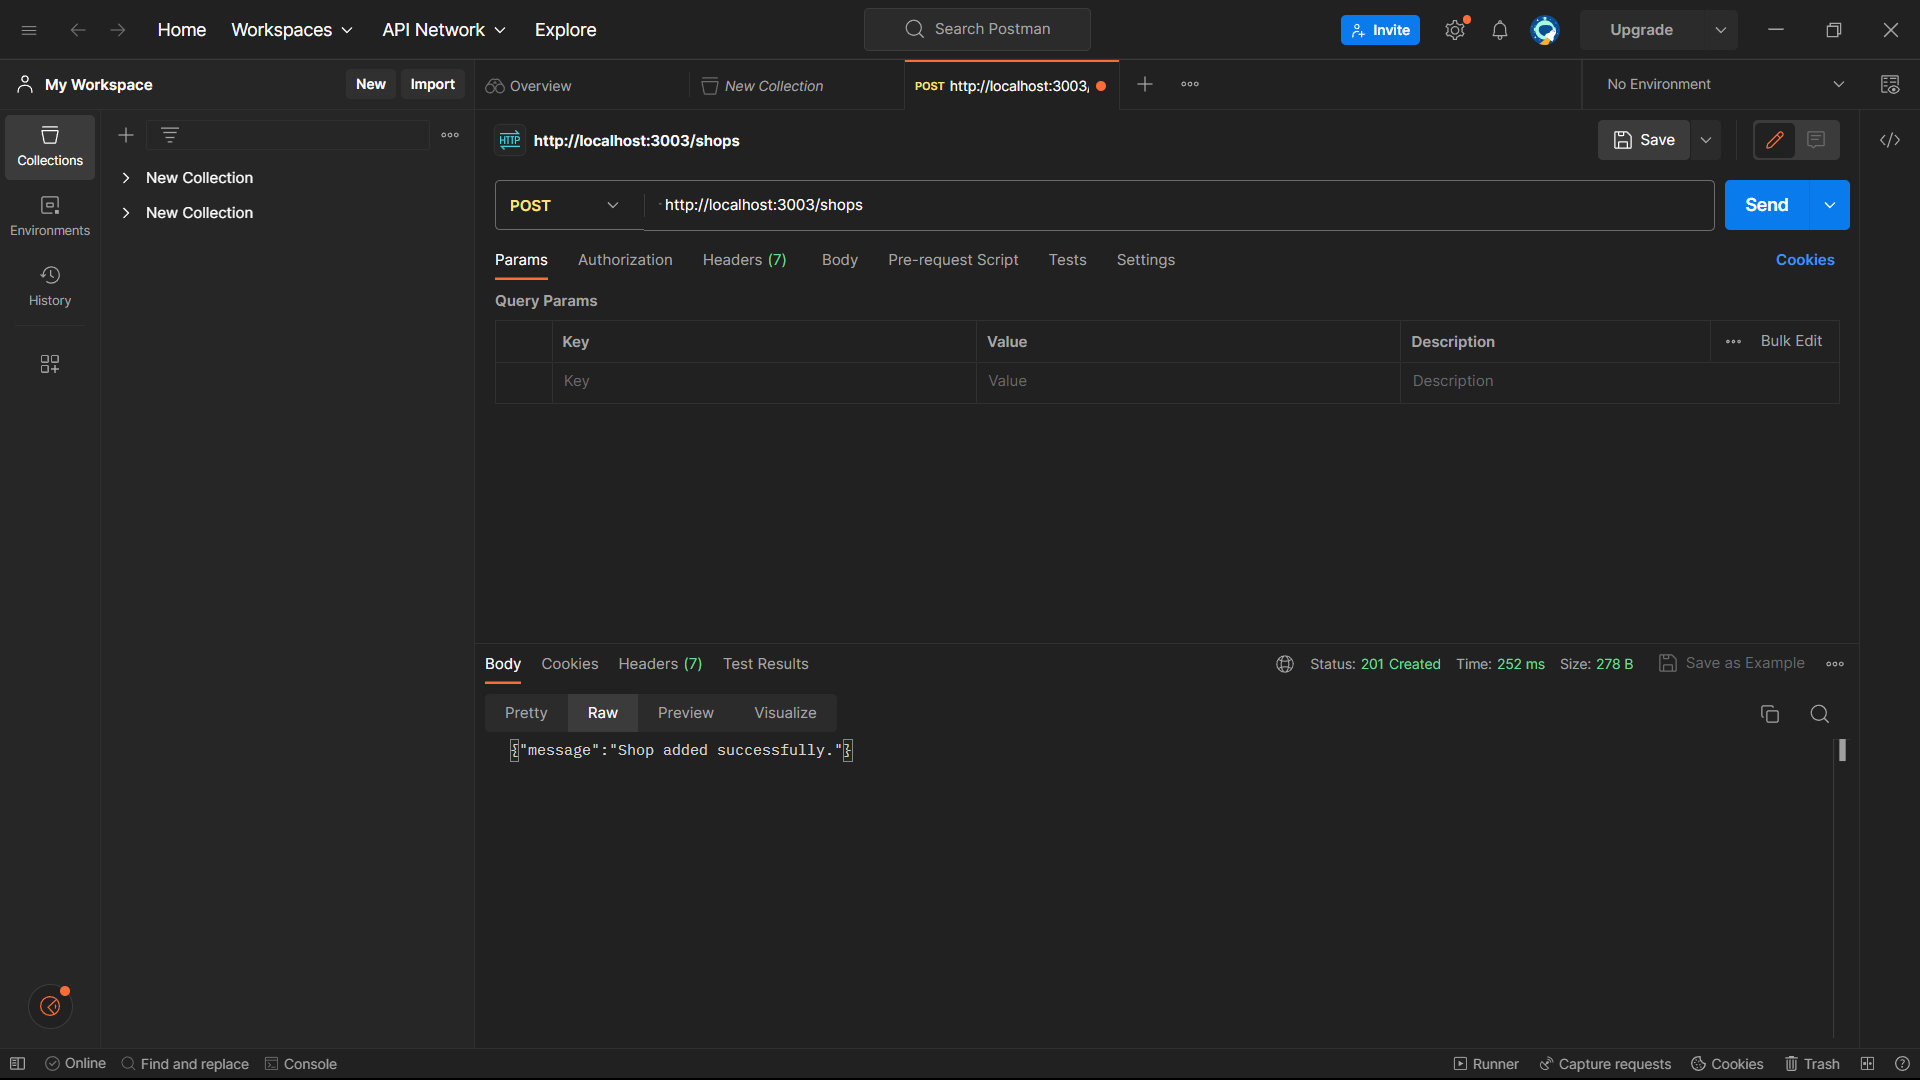 Home
Workspaces
API Network
Explore
Search Postman
Invite
Upgrade
My Workspace
New
Import
Overview
New Collection
POST http://localhost:3003/
No Environment
Collections
Environments
History
New Collection
New Collection
HTTP
http://localhost:3003/shops
Save
POST
http://localhost:3003/shops
Send
Params
Authorization
Headers (7)
Body
Pre-request Script
Tests
Settings
Cookies
Query Params
Key
Value
Description
Bulk Edit
Key
Value
Description
Body
Cookies
Headers (7)
Test Results
Status: 201 Created
Time: 252 ms
Size: 278 B
Save as Example
Pretty
Raw
Preview
Visualize
{"message":"Shop added successfully."}
Online
Find and replace
Console
Runner
Capture requests
Cookies
Trash